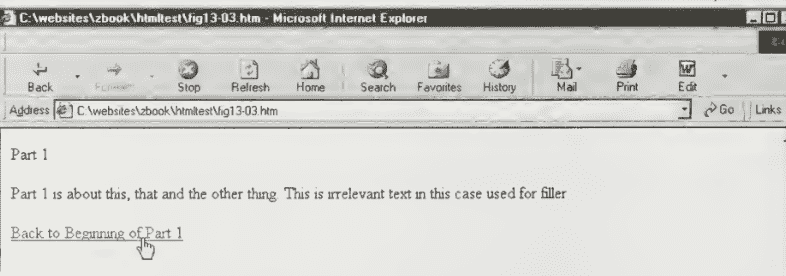 C:\websites\zbook\htmltest\fig13-03.htm - Microsoft Internet Explorer
Back Forward Stop Refresh Home Search Favorites History Mail Print Edit
Address C:\websites\zbook\htmltest\fig13-03.htm Go Links
Part 1
Part 1 is about this, that and the other thing. This is irrelevant text in this case used for filler
Back to Beginning of Part 1